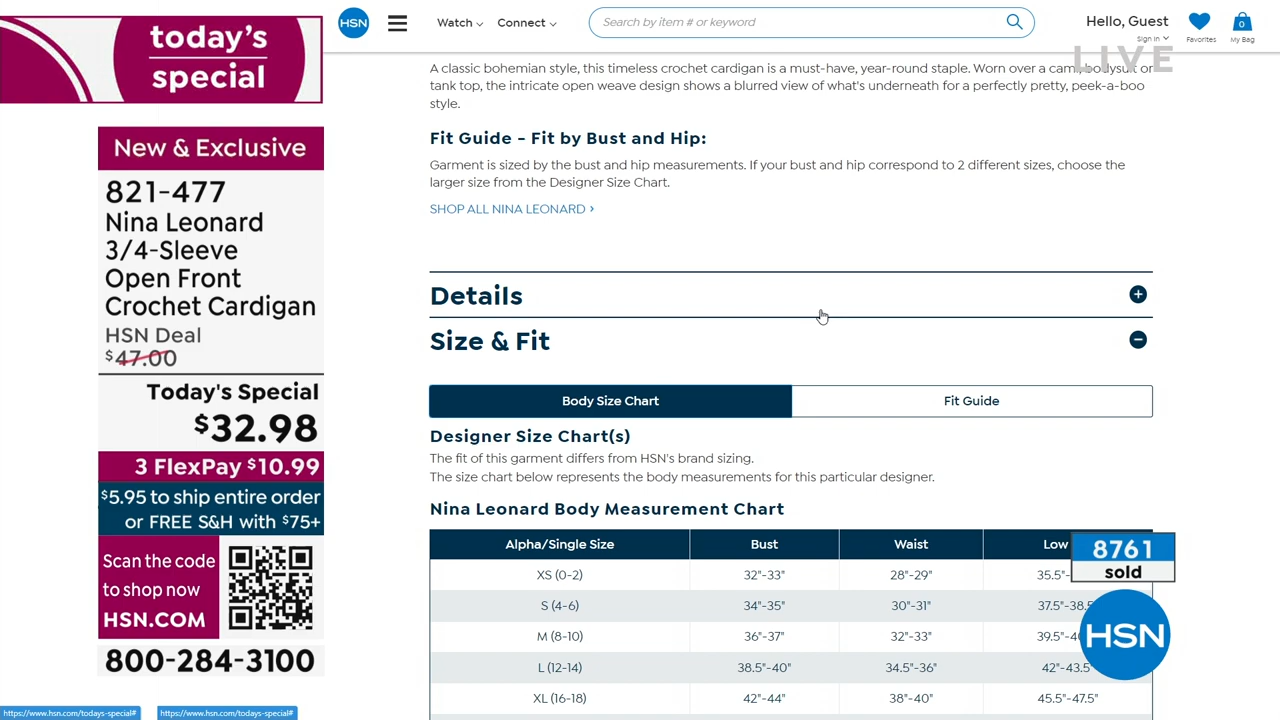 today's
special
New & Exclusive
821-477
Nina Leonard
3/4-Sleeve
Open Front
Crochet Cardigan
HSN Deal
$47.00
Today's Special
$32.98
3 FlexPay $10.99
$5.95 to ship entire order
or FREE S&H with $75+
Scan the code
to shop now
HSN.COM
800-284-3100
https://www.hsn.com/todays-special# https://www.hsn.com/todays-special#
HSN Watch Connect Search by item # or keyword Hello, Guest
Sign In Favorites 0 My Bag
LIVE
A classic bohemian style, this timeless crochet cardigan is a must-have, year-round staple. Worn over a cami, bodysuit or
tank top, the intricate open weave design shows a blurred view of what's underneath for a perfectly pretty, peek-a-boo
style.
Fit Guide - Fit by Bust and Hip:
Garment is sized by the bust and hip measurements. If your bust and hip correspond to 2 different sizes, choose the
larger size from the Designer Size Chart.
SHOP ALL NINA LEONARD >
Details
Size & Fit
Body Size Chart Fit Guide
Designer Size Chart(s)
The fit of this garment differs from HSN's brand sizing.
The size chart below represents the body measurements for this particular designer.
Nina Leonard Body Measurement Chart
Alpha/Single Size Bust Waist Low
XS (0-2) 32"-33" 28"-29" 35.5"-
S (4-6) 34"-35" 30"-31" 37.5"-38.5
M (8-10) 36"-37" 32"-33" 39.5"-
L (12-14) 38.5"-40" 34.5"-36" 42"-43.5
XL (16-18) 42"-44" 38"-40" 45.5"-47.5"
8761
sold
HSN